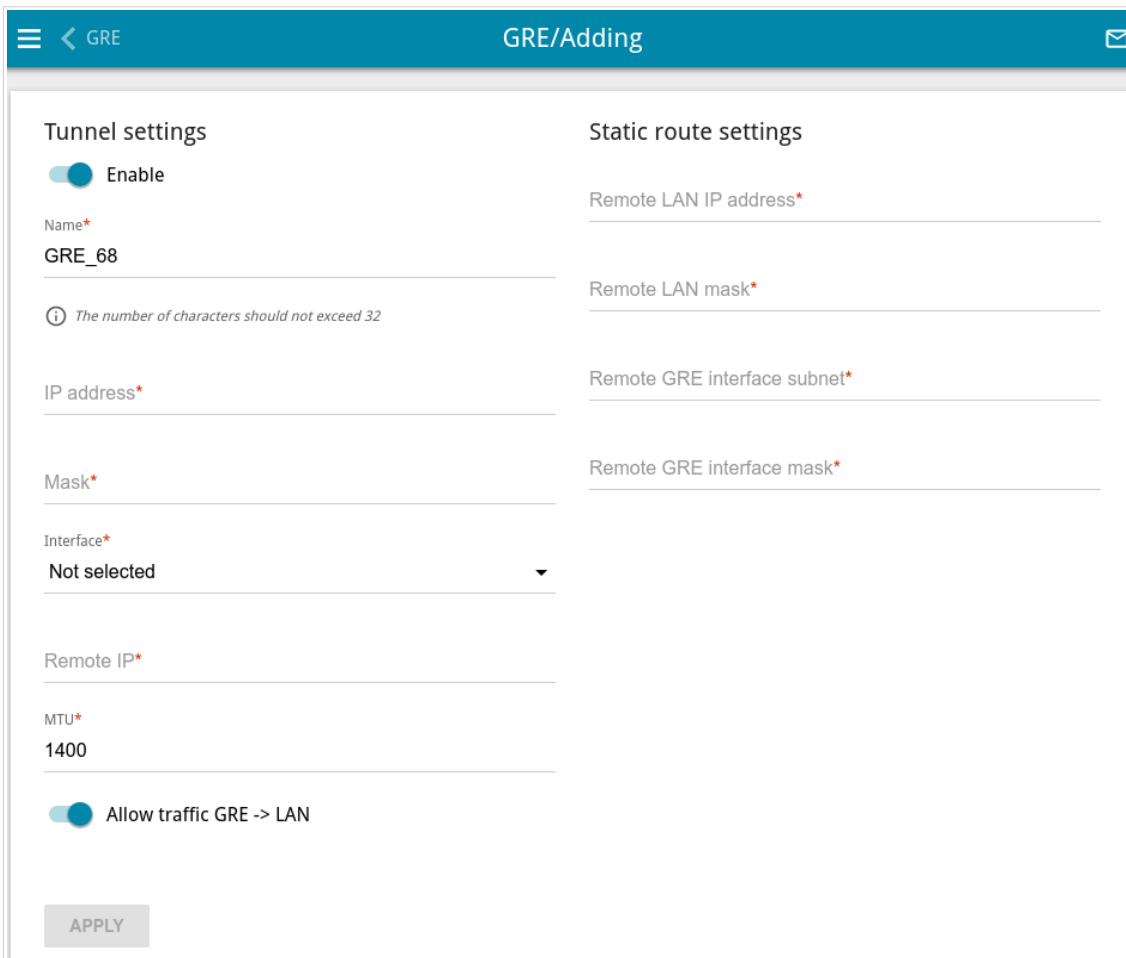 GRE
GRE/Adding
Tunnel settings
Enable
Name*
GRE_68
The number of characters should not exceed 32
IP address*
Mask*
Interface*
Not selected
Remote IP*
MTU*
1400
Allow traffic GRE -> LAN
APPLY
Static route settings
Remote LAN IP address*
Remote LAN mask*
Remote GRE interface subnet*
Remote GRE interface mask*